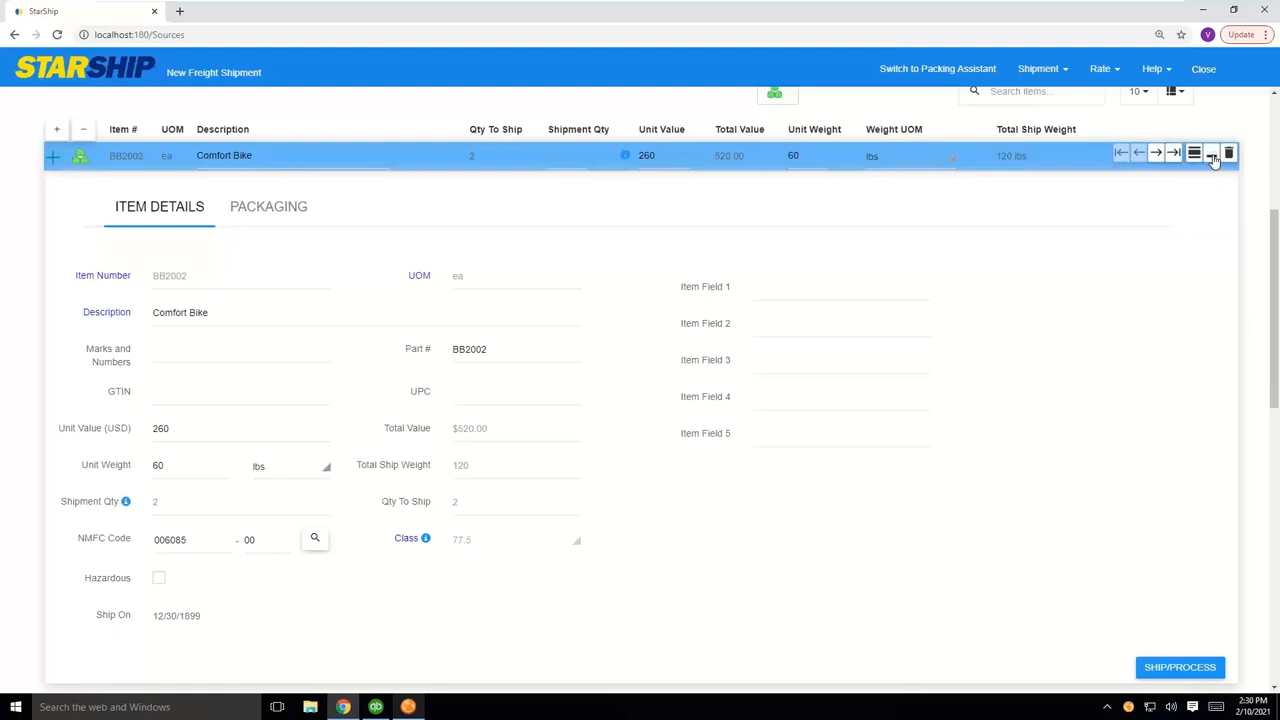 StarShip
localhost:180/Sources
V
Update
STARSHIP
New Freight Shipment
Switch to Packing Assistant
Shipment
Rate
Help
Close
Search items...
10
Item #
UOM
Description
Qty To Ship
Shipment Qty
Unit Value
Total Value
Unit Weight
Weight UOM
Total Ship Weight
BB2002
ea
Comfort Bike
2
260
520.00
60
lbs
120 lbs
ITEM DETAILS
PACKAGING
Item Number
BB2002
UOM
ea
Item Field 1
Description
Comfort Bike
Item Field 2
Marks and
Numbers
Part #
BB2002
Item Field 3
GTIN
UPC
Item Field 4
Unit Value (USD)
260
Total Value
$520.00
Item Field 5
Unit Weight
60
lbs
Total Ship Weight
120
Shipment Qty
2
Qty To Ship
2
NMFC Code
006085
- 00
Class
77.5
Hazardous
Ship On
12/30/1899
SHIP/PROCESS
Search the web and Windows
2:30 PM
2/10/2021